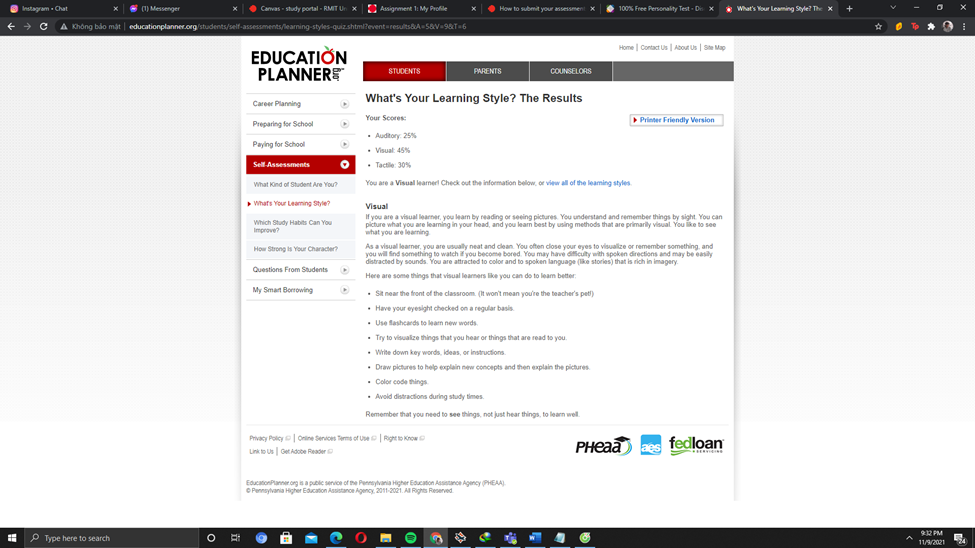 Instagram • Chat
(1) Messenger
Canvas - study portal - RMIT Un
Assignment 1: My Profile
How to submit your assessment
100% Free Personality Test - Dis
What's Your Learning Style? The
Không bảo mật
educationplanner.org/students/self-assessments/learning-styles-quiz.shtml?event=results&A=5&V=9&T=6
EDUCATION
PLANNER.org
Home | Contact Us | About Us | Site Map
STUDENTS
PARENTS
COUNSELORS
Career Planning
Preparing for School
Paying for School
Self-Assessments
What Kind of Student Are You?
What's Your Learning Style?
Which Study Habits Can You
Improve?
How Strong Is Your Character?
Questions From Students
My Smart Borrowing
What's Your Learning Style? The Results
Printer Friendly Version
Your Scores:
• Auditory: 25%
• Visual: 45%
• Tactile: 30%
You are a Visual learner! Check out the information below, or view all of the learning styles.
Visual
If you are a visual learner, you learn by reading or seeing pictures. You understand and remember things by sight. You can
picture what you are learning in your head, and you learn best by using methods that are primarily visual. You like to see
what you are learning.
As a visual learner, you are usually neat and clean. You often close your eyes to visualize or remember something, and
you will find something to watch if you become bored. You may have difficulty with spoken directions and may be easily
distracted by sounds. You are attracted to color and to spoken language (like stories) that is rich in imagery.
Here are some things that visual learners like you can do to learn better:
• Sit near the front of the classroom. (It won't mean you're the teacher's pet!)
• Have your eyesight checked on a regular basis.
• Use flashcards to learn new words.
• Try to visualize things that you hear or things that are read to you.
• Write down key words, ideas, or instructions.
• Draw pictures to help explain new concepts and then explain the pictures.
• Color code things.
• Avoid distractions during study times.
Remember that you need to see things, not just hear things, to learn well.
Privacy Policy | Online Services Terms of Use | Right to Know
Link to Us | Get Adobe Reader
PHEAA
aes
fedloan
SERVICING
EducationPlanner.org is a public service of the Pennsylvania Higher Education Assistance Agency (PHEAA).
© Pennsylvania Higher Education Assistance Agency, 2011-2021. All Rights Reserved.
Type here to search
9:32 PM
11/9/2021
24